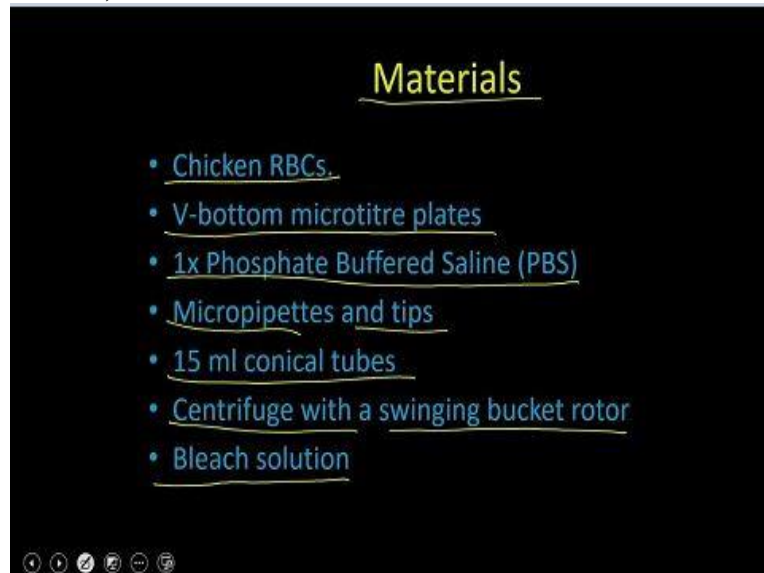 Materials
• Chicken RBCs.
• V-bottom microtitre plates
• 1x Phosphate Buffered Saline (PBS)
• Micropipettes and tips
• 15 ml conical tubes
• Centrifuge with a swinging bucket rotor
• Bleach solution